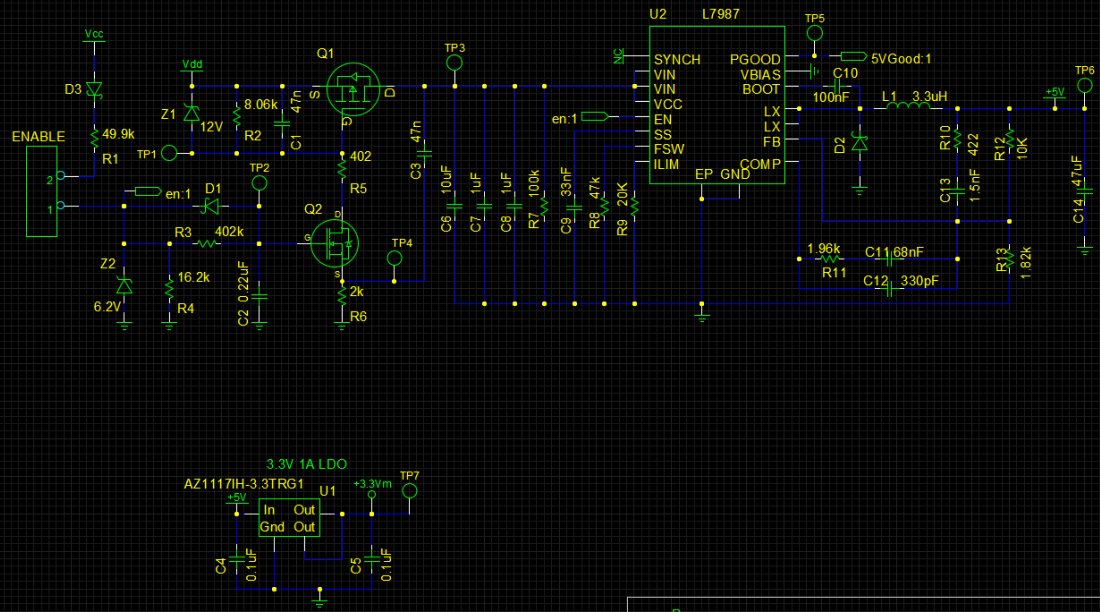 U2 L7987
TP5
Vcc
Q1
TP3
NC
SYNCH
PGOOD
5VGood:1
VIN
VBIAS
C10
TP6
VIN
BOOT
100nF
VCC
L1 3.3uH
+5V
D3
Vdd
S
D
G
Z1
12V
8.06k
R2
47n
C1
en:1
EN
LX
SS
LX
FSW
FB
ILIM
COMP
EP GND
D2
R10
422
R12
10K
ENABLE
49.9k
R1
TP1
TP2
402
R5
C3
47n
C13
1.5nF
C14
47uF
2
1
en:1
D1
Q2
D
G
S
R3
402k
TP4
C6
10uF
C7
1uF
C8
.1uF
R7
100k
C9
33nF
R8
47k
R9
20K
1.96k
R11
C11
68nF
R13
1.82k
C12
330pF
Z2
6.2V
16.2k
R4
C2
0.22uF
2k
R6
3.3V 1A LDO
AZ1117IH-3.3TRG1
U1
+3.3Vm
TP7
+5V
In Out
Gnd Out
C4
0.1uF
C5
0.1uF